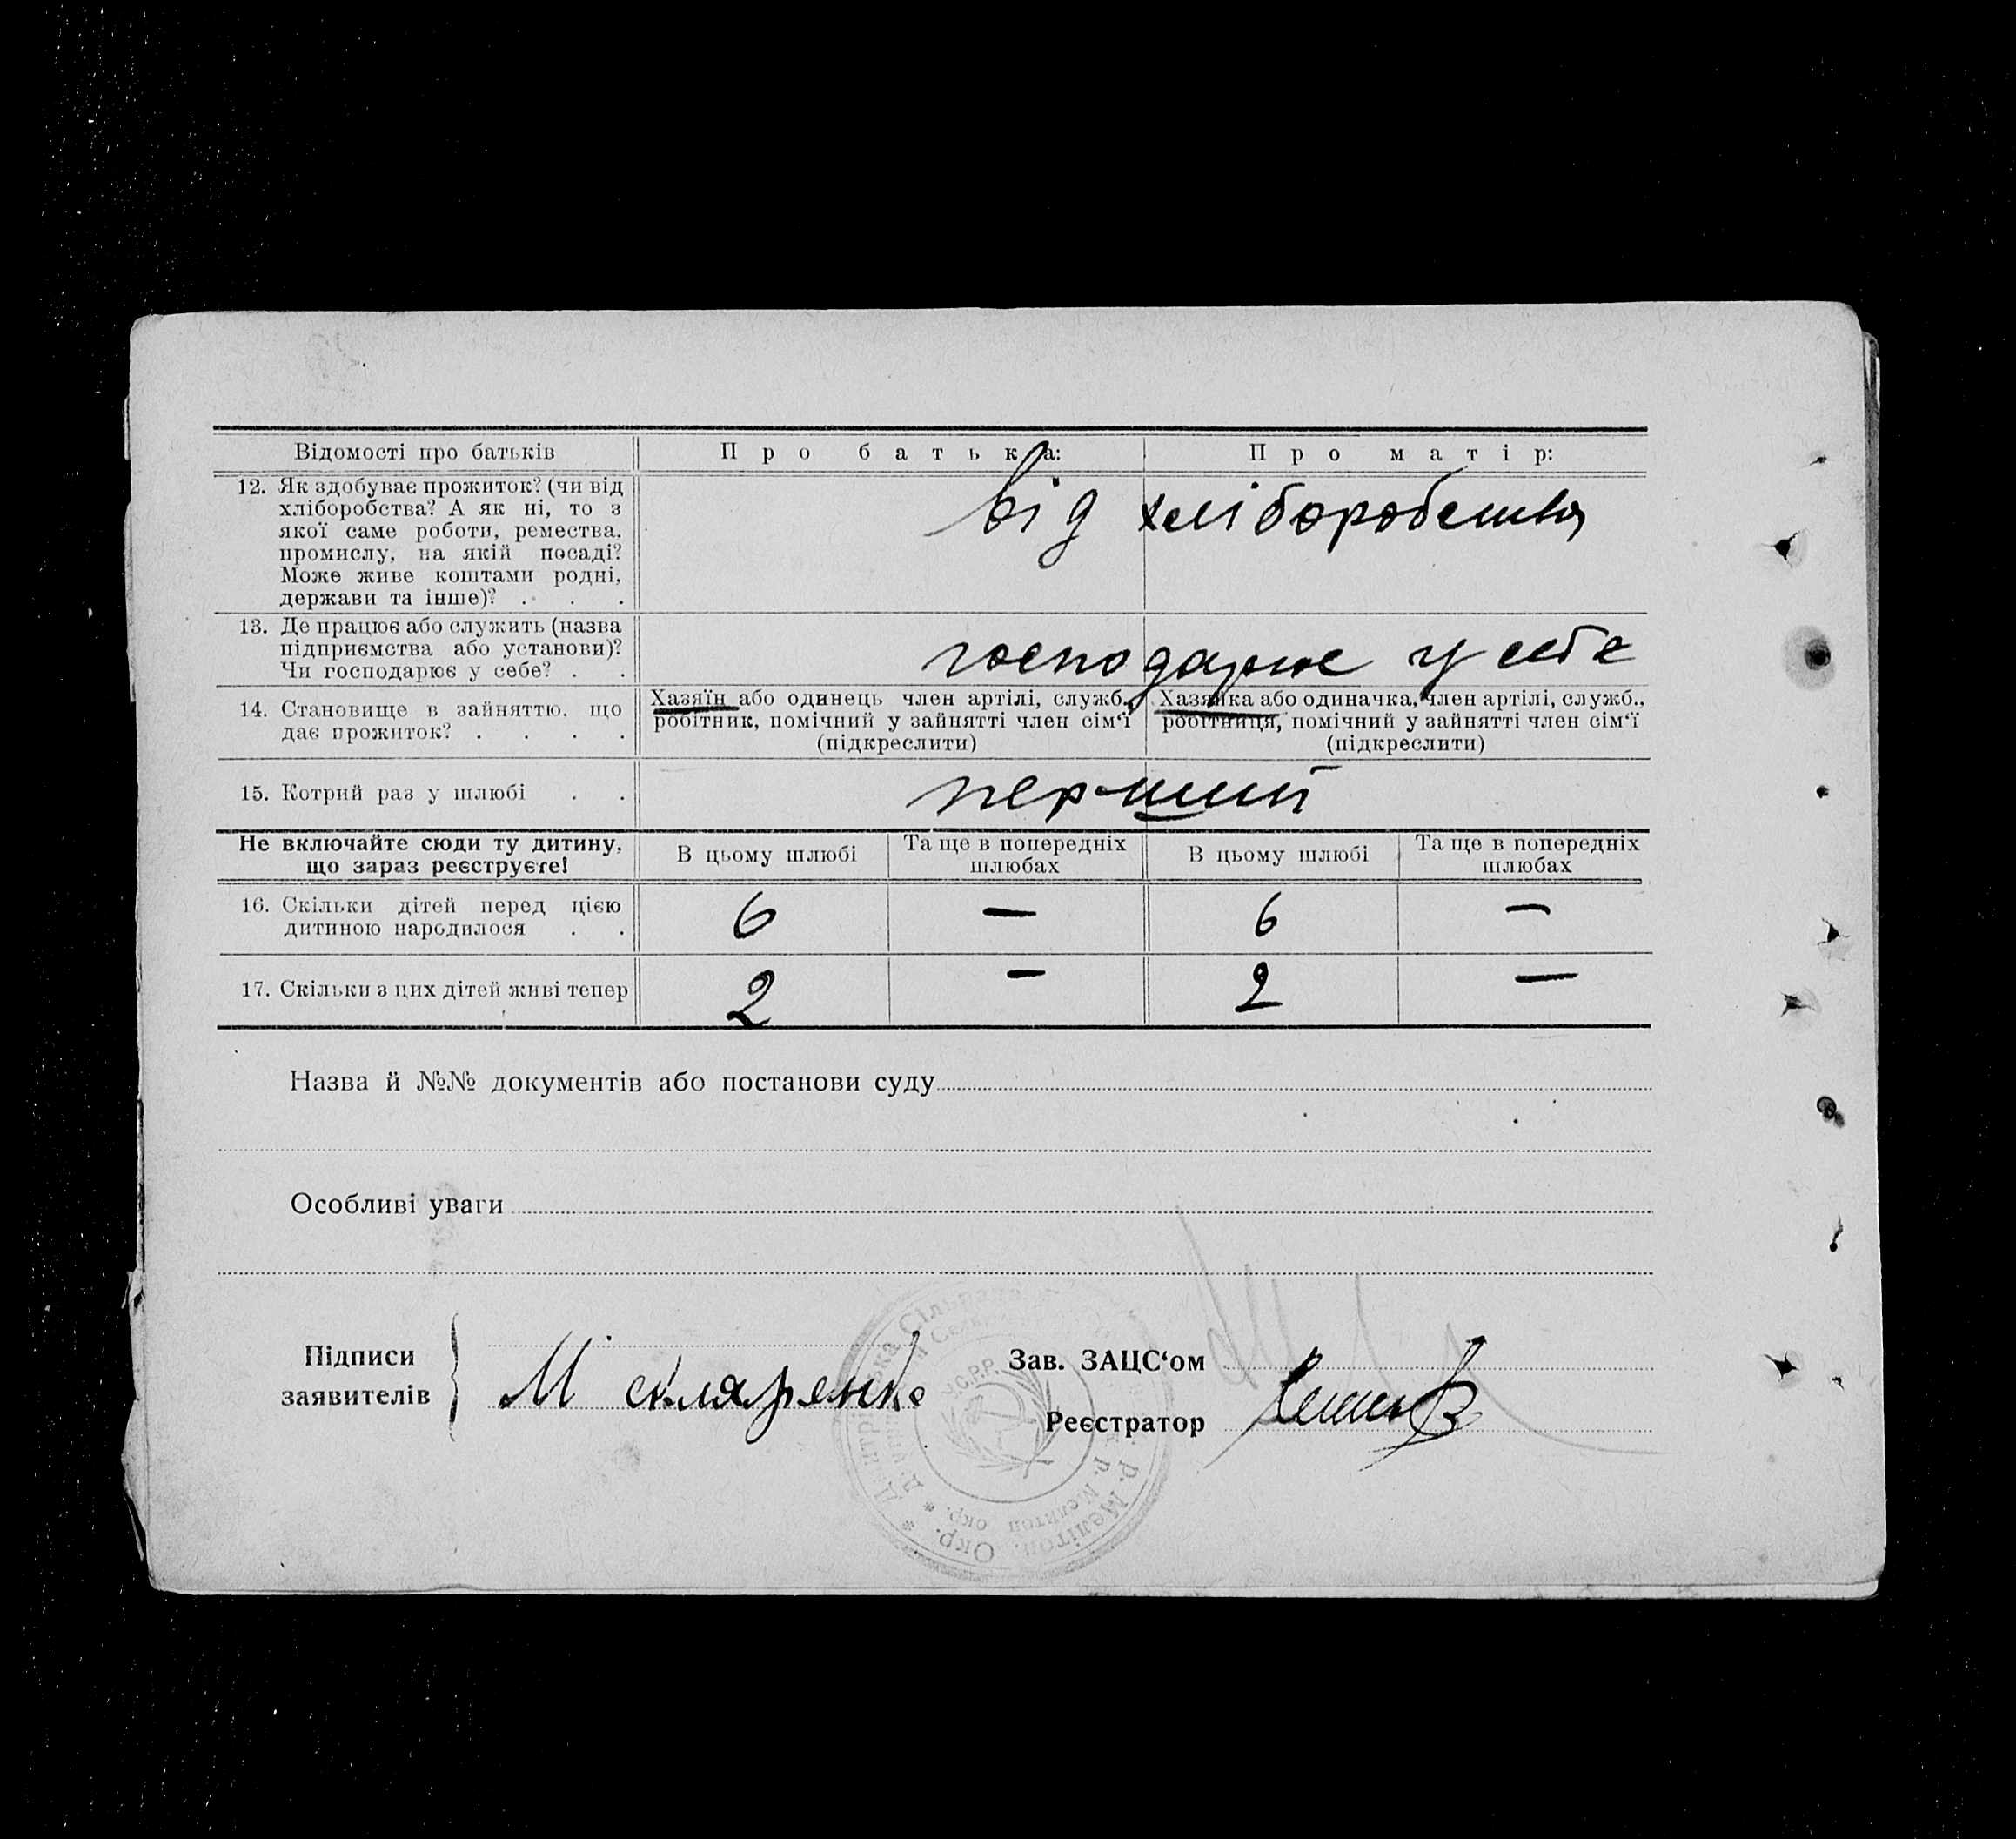 Відомості про батьків
Про батька:
Про матір:
12. Як здобуває прожиток? (чи від
хліборобства? А як ні, то з
якої саме роботи, ремества,
промислу, на якій посаді?
Може живе коштами родні,
держави та інше)? . . .
від хліборобства
13. Де працює або служить (назва
підприємства або установи)?
Чи господарює у себе? . .
господарює у себе
14. Становище в зайняттю, що
дає прожиток? . . . .
Хазяїн або одинець член артілі, служб.,
робітник, помічний у зайнятті член сім‘ї
(підкреслити)
Хазяйка або одиначка, член артілі, служб.,
робітниця, помічний у зайнятті член сім‘ї
(підкреслити)
15. Котрий раз у шлюбі . .
перший
Не включайте сюди ту дитину,
що зараз реєструєте!
В цьому шлюбі
Та ще в попередніх
шлюбах
В цьому шлюбі
Та ще в попередніх
шлюбах
16. Скільки дітей перед цією
дитиною народилося . .
6 — 6 —
17. Скільки з цих дітей живі тепер
2 — 2 —
Назва й №№ документів або постанови суду
Особливі уваги
Підписи
заявителів
М скляренко
Зав. ЗАЦС‘ом
Реєстратор
У.С.Р.Р.
Сільрада
Р. Мелітоп. Окр.
р. Мелитоп окр.